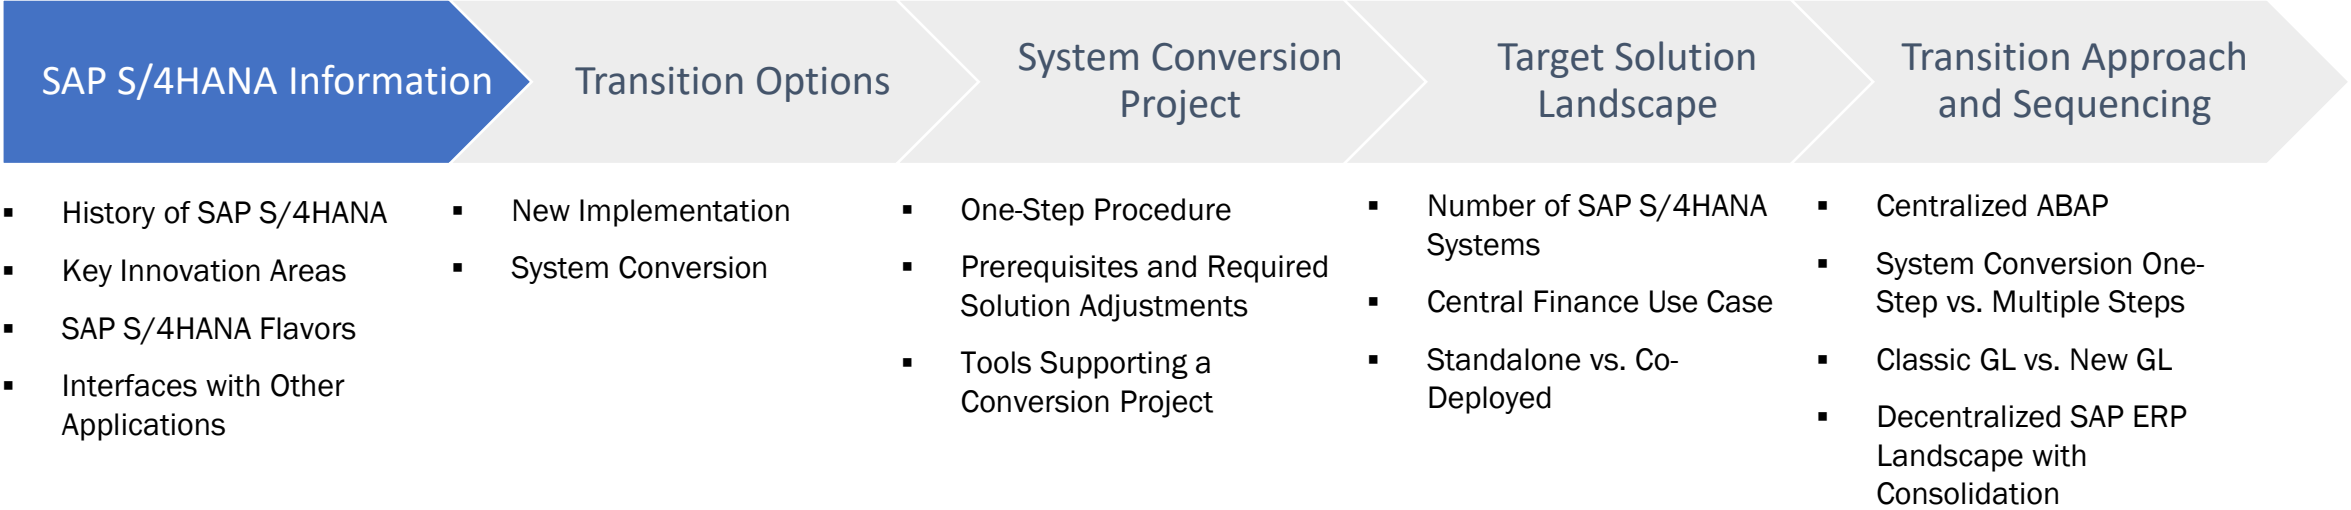 SAP S/4HANA Information
Transition Options
System Conversion
Project
Target Solution
Landscape
Transition Approach
and Sequencing
▪ History of SAP S/4HANA
▪ Key Innovation Areas
▪ SAP S/4HANA Flavors
▪ Interfaces with Other
Applications
▪ New Implementation
▪ System Conversion
▪ One-Step Procedure
▪ Prerequisites and Required
Solution Adjustments
▪ Tools Supporting a
Conversion Project
▪ Number of SAP S/4HANA
Systems
▪ Central Finance Use Case
▪ Standalone vs. Co-
Deployed
▪ Centralized ABAP
▪ System Conversion One-
Step vs. Multiple Steps
▪ Classic GL vs. New GL
▪ Decentralized SAP ERP
Landscape with
Consolidation